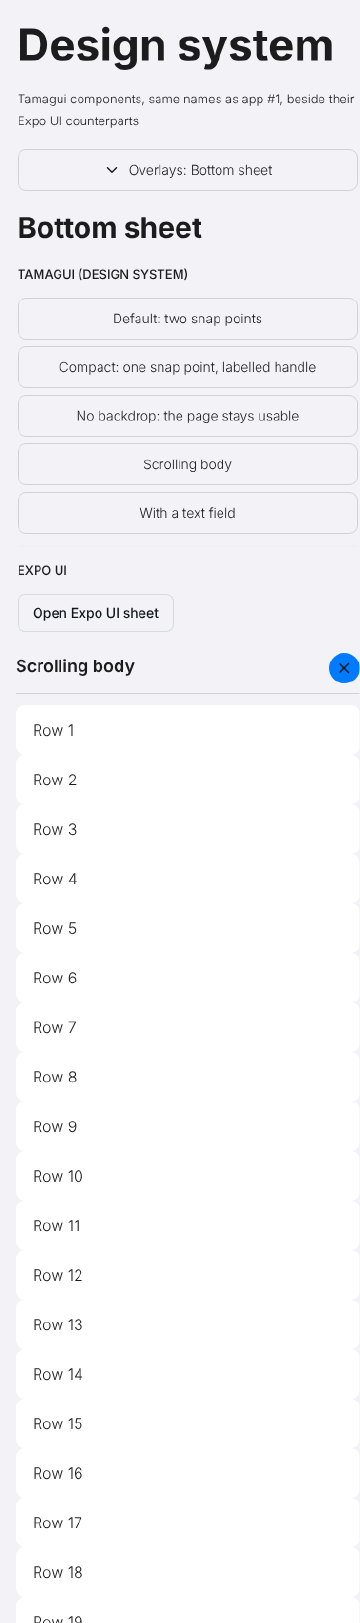 Design system
Tamagui components, same names as app #1, beside their
Expo UI counterparts
Overlays: Bottom sheet
Bottom sheet
TAMAGUI (DESIGN SYSTEM)
Default: two snap points
Compact: one snap point, labelled handle
No backdrop: the page stays usable
Scrolling body
With a text field
EXPO UI
Open Expo UI sheet
Scrolling body
Row 1
Row 2
Row 3
Row 4
Row 5
Row 6
Row 7
Row 8
Row 9
Row 10
Row 11
Row 12
Row 13
Row 14
Row 15
Row 16
Row 17
Row 18
Row 19